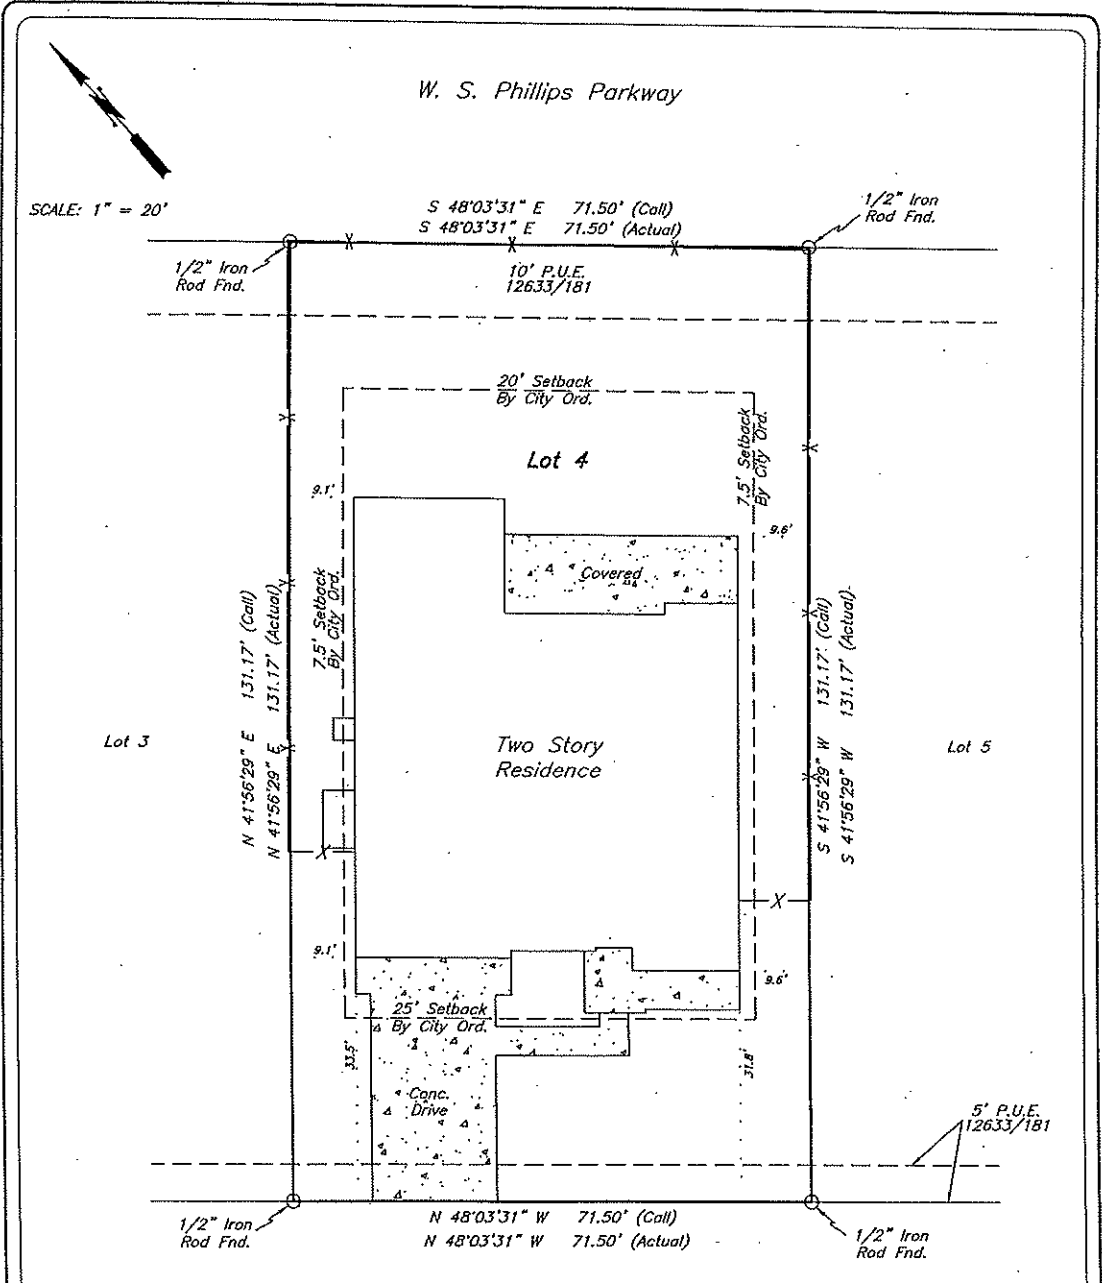 W. S. Phillips Parkway
SCALE: 1" = 20'
S 48°03'31" E 71.50' (Call)
S 48°03'31" E 71.50' (Actual)
1/2" Iron
Rod Fnd.
1/2" Iron
Rod Fnd.
10' P.U.E.
12633/181
20' Setback
By City Ord.
7.5' Setback
By City Ord.
Lot 4
9.1'
9.6'
Covered
7.5' Setback
By City Ord.
N 41°56'29" E 131.17' (Call)
N 41°56'29" E 131.17' (Actual)
S 41°56'29" W 131.17' (Call)
S 41°56'29" W 131.17' (Actual)
Lot 3
Two Story
Residence
Lot 5
9.1'
9.6'
25' Setback
By City Ord.
33.5'
31.8'
Conc.
Drive
5' P.U.E.
12633/181
N 48°03'31" W 71.50' (Call)
N 48°03'31" W 71.50' (Actual)
1/2" Iron
Rod Fnd.
1/2" Iron
Rod Fnd.